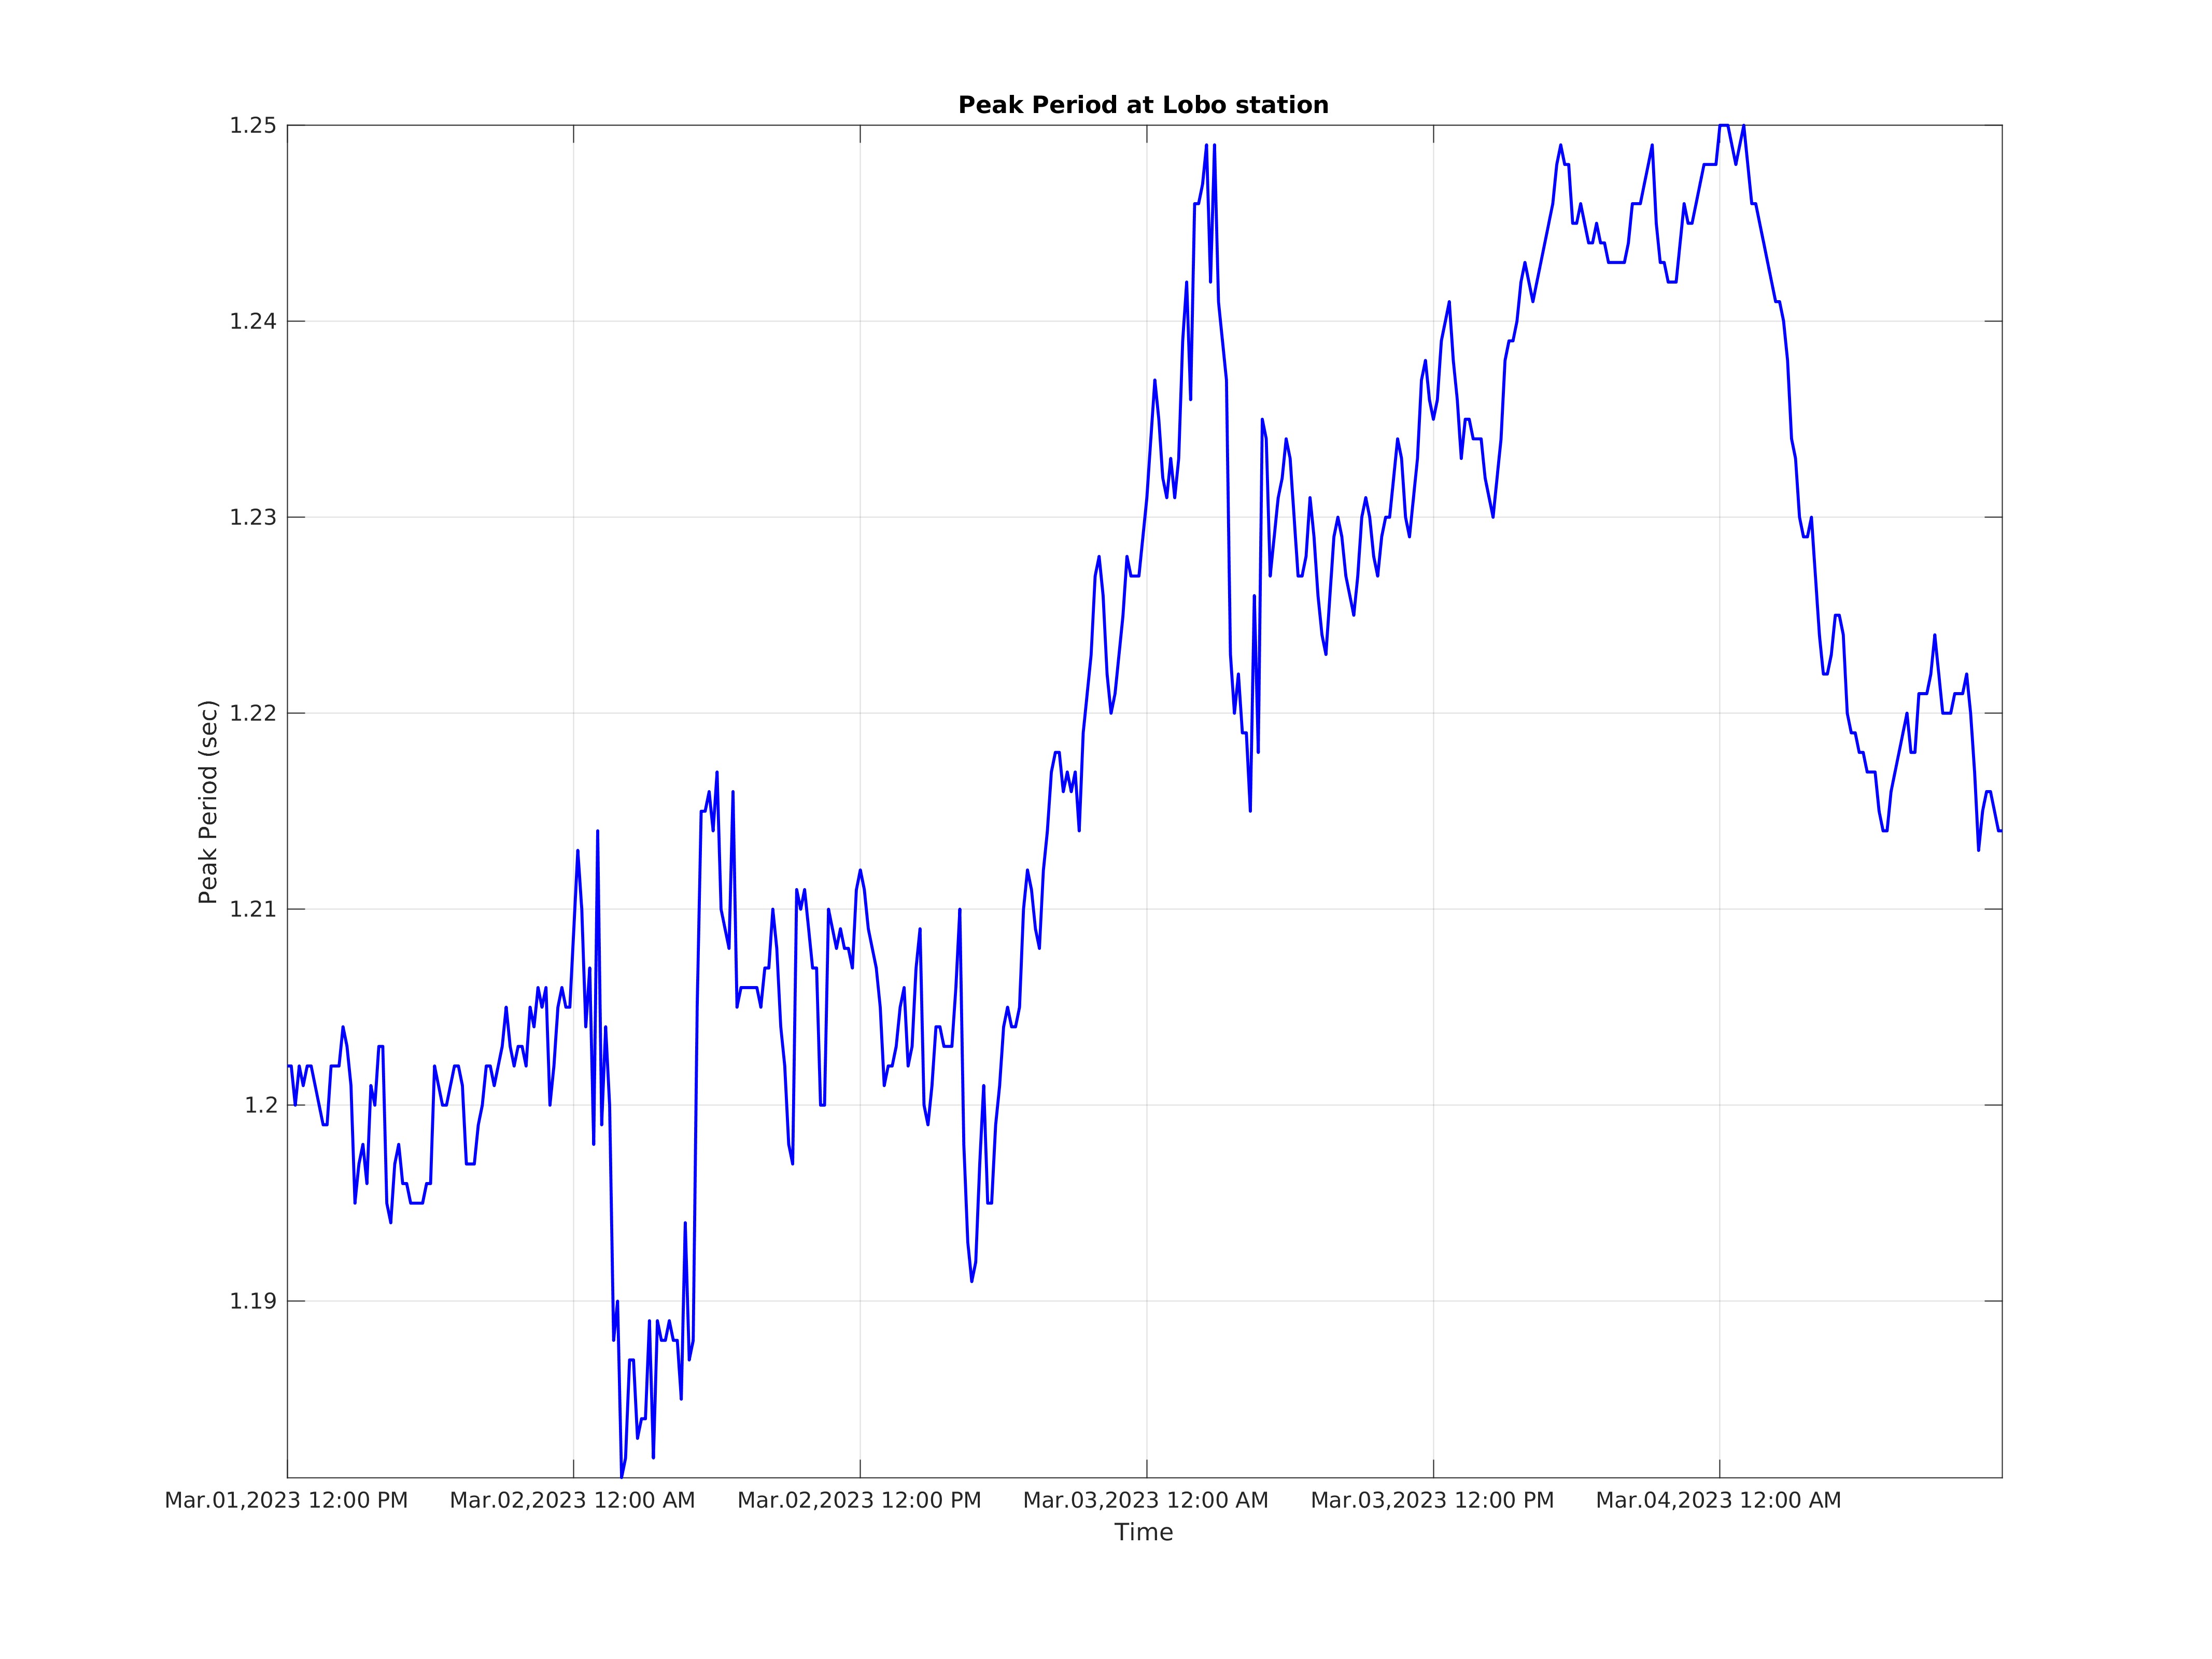 Peak Period at Lobo station
1.25
1.24
1.23
1.22
1.21
1.2
1.19
Peak Period (sec)
Mar.01,2023 12:00 PM Mar.02,2023 12:00 AM Mar.02,2023 12:00 PM Mar.03,2023 12:00 AM Mar.03,2023 12:00 PM Mar.04,2023 12:00 AM
Time